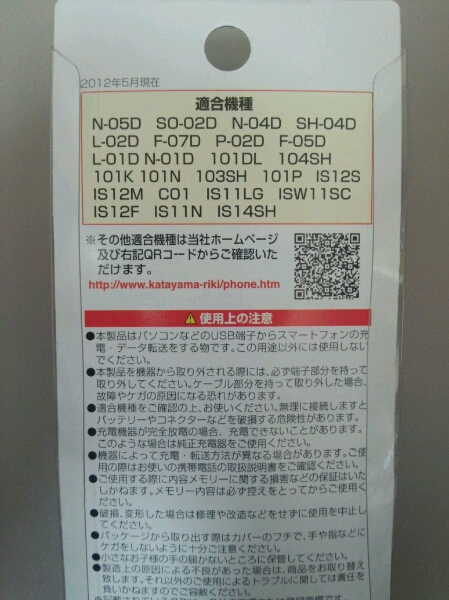 2012年5月現在
適合機種
N-05D SO-02D N-04D SH-04D
L-02D F-07D P-02D F-05D
L-01D N-01D 101DL 104SH
101K 101N 103SH 101P IS12S
IS12M C01 IS11LG ISW11SC
IS12F IS11N IS14SH
※その他適合機種は当社ホームページ
及び右記QRコードからご確認いた
だけます。
http://www.katayama-riki/phone.htm
使用上の注意
●本製品はパソコンなどのUSB端子からスマートフォンの充
電・データ転送をする物です。この用途以外には使用しない
でください。
●本製品を機器から取り外される際には、必ず端子部分を持って
取り外してください。ケーブル部分を持って取り外した場合、
故障やケガの原因になる恐れがあります。
●適合機種をご確認の上、お使いください。無理に接続しますと
バッテリーやコネクターなどを破損する危険性があります。
●充電機器が完全放電の場合、充電できないことがあります。
このような場合は純正充電器をご使用ください。
●機器によって充電・転送方法が異なる場合があります。ご使
用の際はお使いの携帯電話の取扱説明書をご確認ください。
●ご使用する際に内容メモリーに関する損害などの保証はいた
しかねます。メモリー内容は必ず控えをとってからご使用く
ださい。
●破損、変形した場合は修理や改造などをせずに使用を中止し
てください。
●パッケージから取り出す際はカバーのフチで、手や指などに
ケガをしないように十分ご注意ください。
●小さなお子様の手の届かないところに保管してください。
●製造上の原因による不良があった場合は、商品をお取り替え
致します。それ以外の使用によるトラブルに関しては責任を
負いかねますのでご容赦ください。